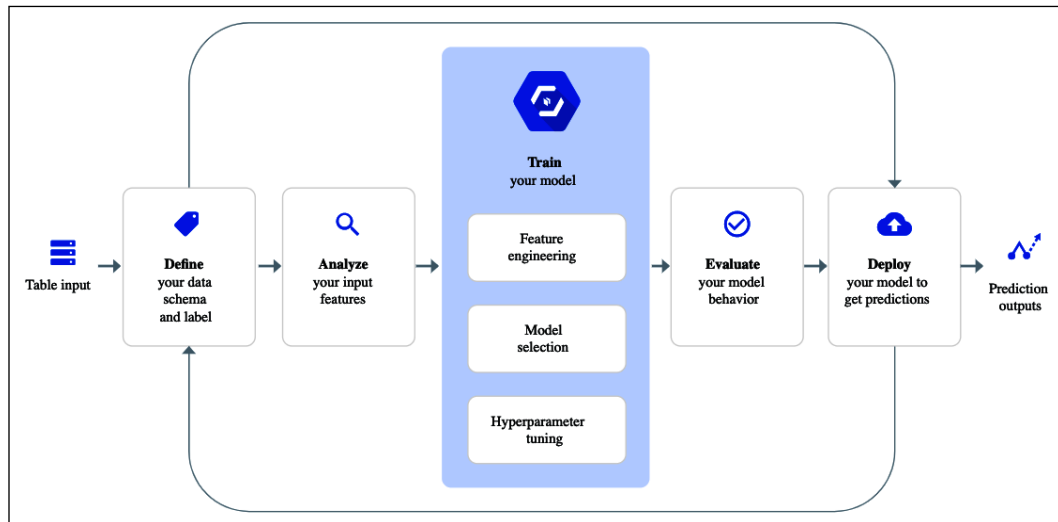 Table input
Define
your data
schema
and label
Analyze
your input
features
Train
your model
Feature
engineering
Model
selection
Hyperparameter
tuning
Evaluate
your model
behavior
Deploy
your model to
get predictions
Prediction
outputs